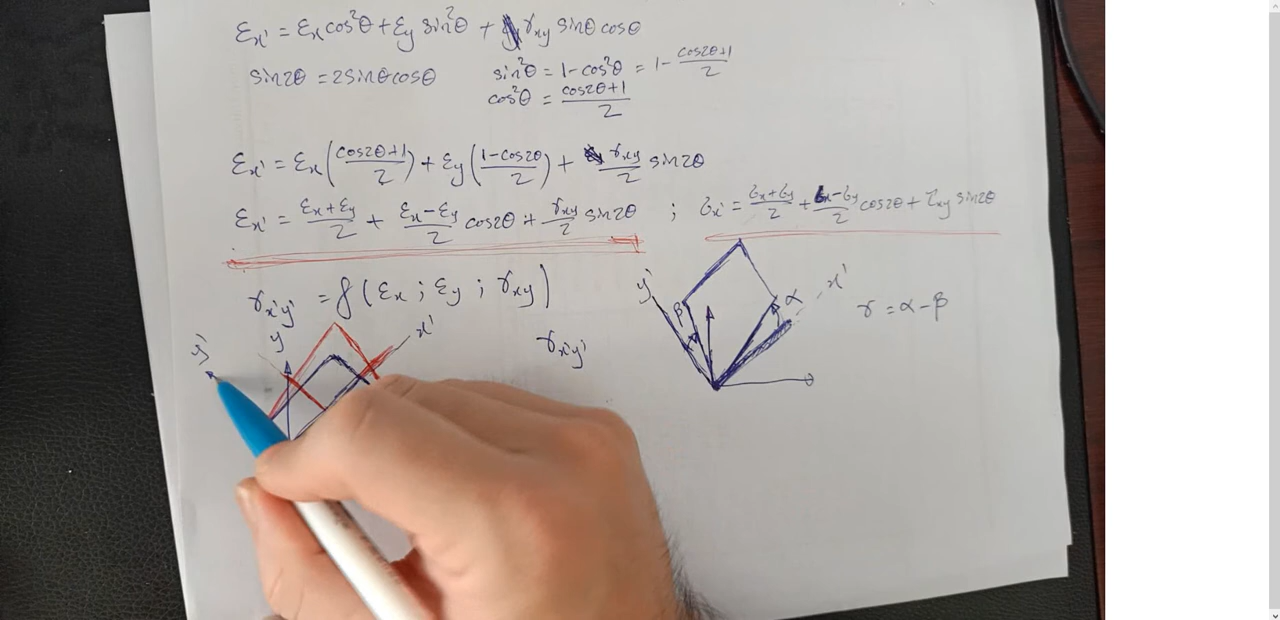 εx' = εx cos²θ + εy sin²θ + γxy sinθ cosθ
sin2θ = 2sinθcosθ
sin²θ = 1 - cos²θ = 1 - (cos2θ+1)/2
cos²θ = (cos2θ+1)/2
εx' = εx((cos2θ+1)/2) + εy((1-cos2θ)/2) + γxy/2 sin2θ
εx' = (εx+εy)/2 + (εx-εy)/2 cos2θ + γxy/2 sin2θ ; σx' = (σx+σy)/2 + (σx-σy)/2 cos2θ + τxy sin2θ
γx'y' = f(εx ; εy ; γxy)
y'
y
x'
γx'y'
y'
β
α
x'
γ = α - β